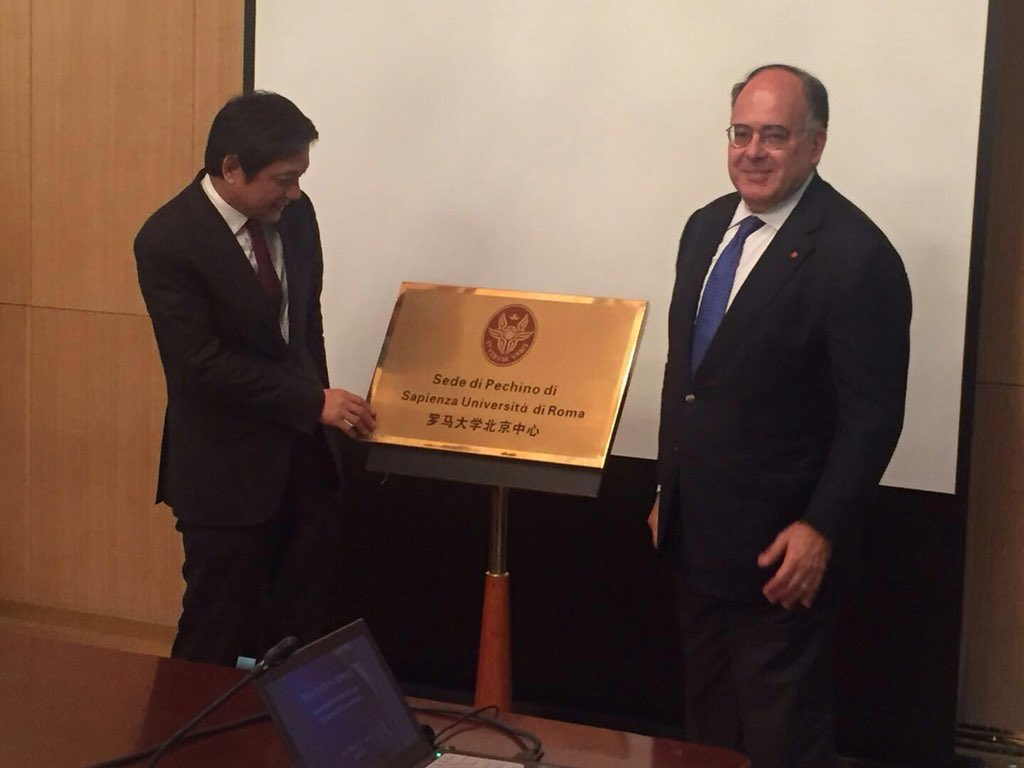 Sede di Pechino di
Sapienza Università di Roma
罗马大学北京中心